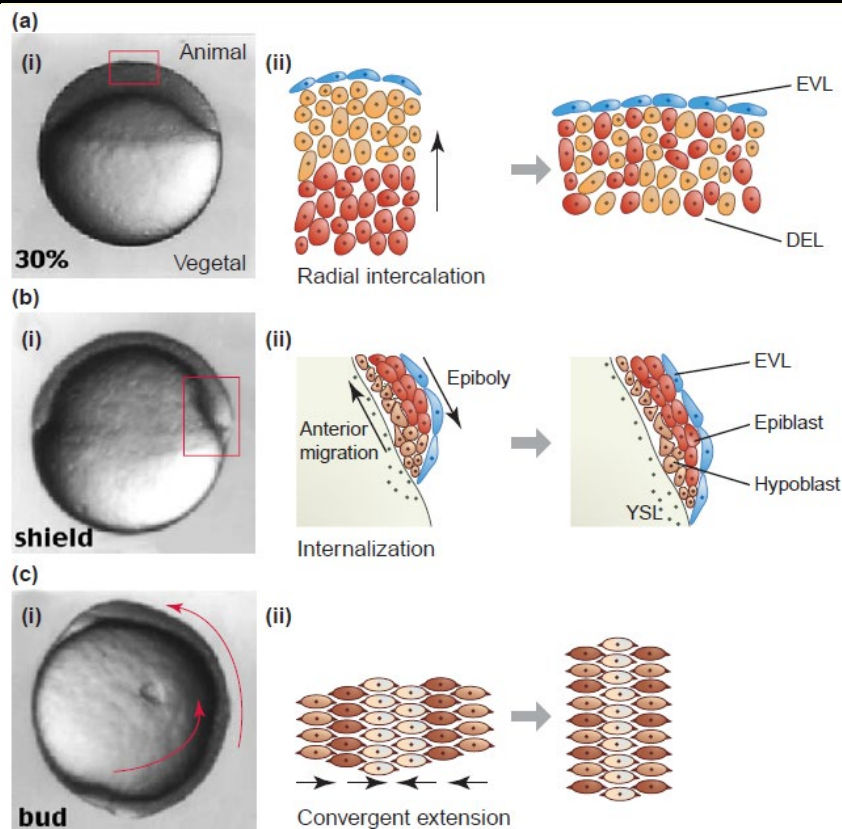 (a)
(i)
Animal
(ii)
EVL
30%
Vegetal
Radial intercalation
DEL
(b)
(i)
(ii)
EVL
Epiboly
Anterior
migration
Epiblast
Hypoblast
YSL
shield
Internalization
(c)
(i)
(ii)
bud
Convergent extension